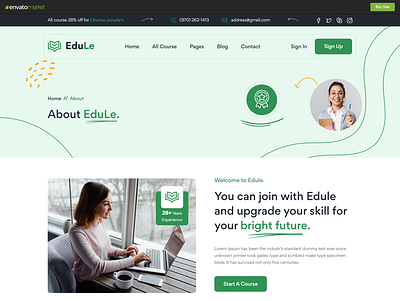 envatomarket
Buy now
All course 28% off for Liberian people's.
(970) 262-1413
address@gmail.com
EduLe
Home
All Course
Pages
Blog
Contact
Sign In
Sign Up
Home // About
About EduLe.
28+ Years
Experience
Welcome to Edule.
You can join with Edule
and upgrade your skill for
your bright future.
Lorem Ipsum has been the industr's standard dummy text ever since
unknown printer took galley type and scmbled make type specimen
book. It has survived not only five centuries.
Start A Course